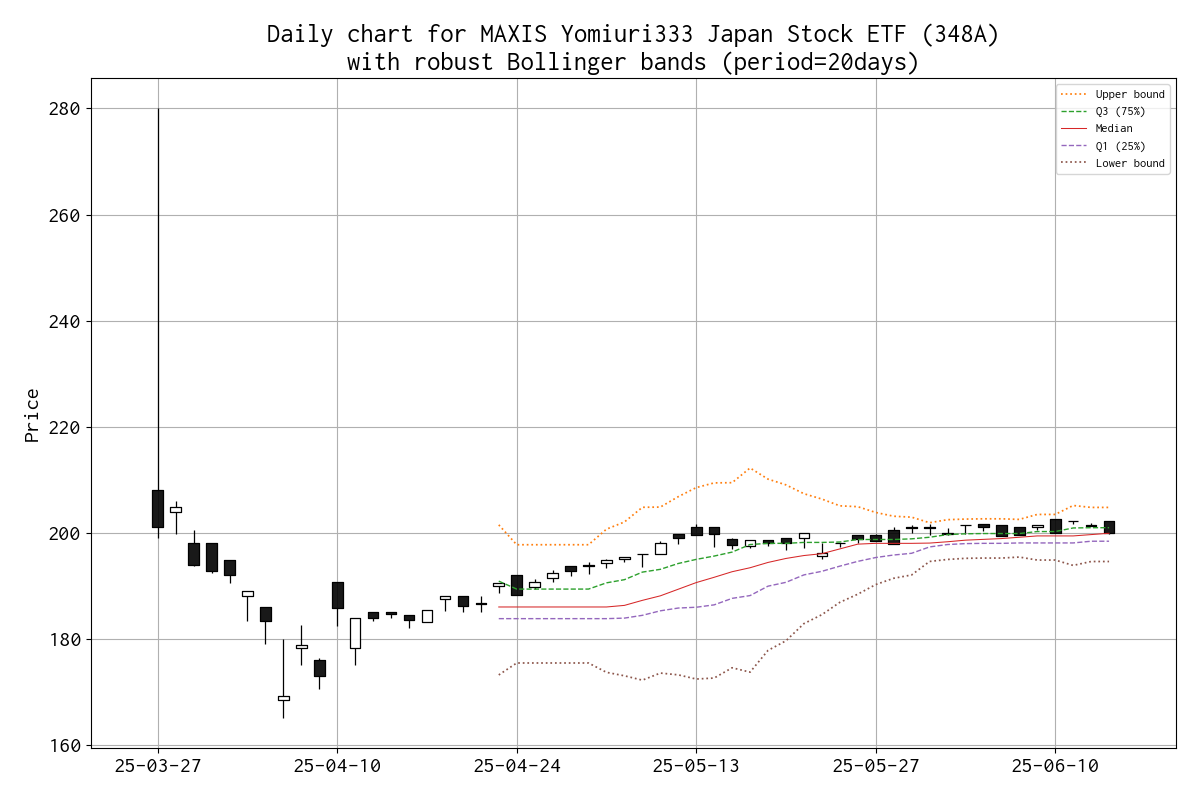 Daily chart for MAXIS Yomiuri333 Japan Stock ETF (348A)
with robust Bollinger bands (period=20days)
Upper bound
Q3 (75%)
Median
Q1 (25%)
Lower bound
Price
280
260
240
220
200
180
160
25-03-27
25-04-10
25-04-24
25-05-13
25-05-27
25-06-10